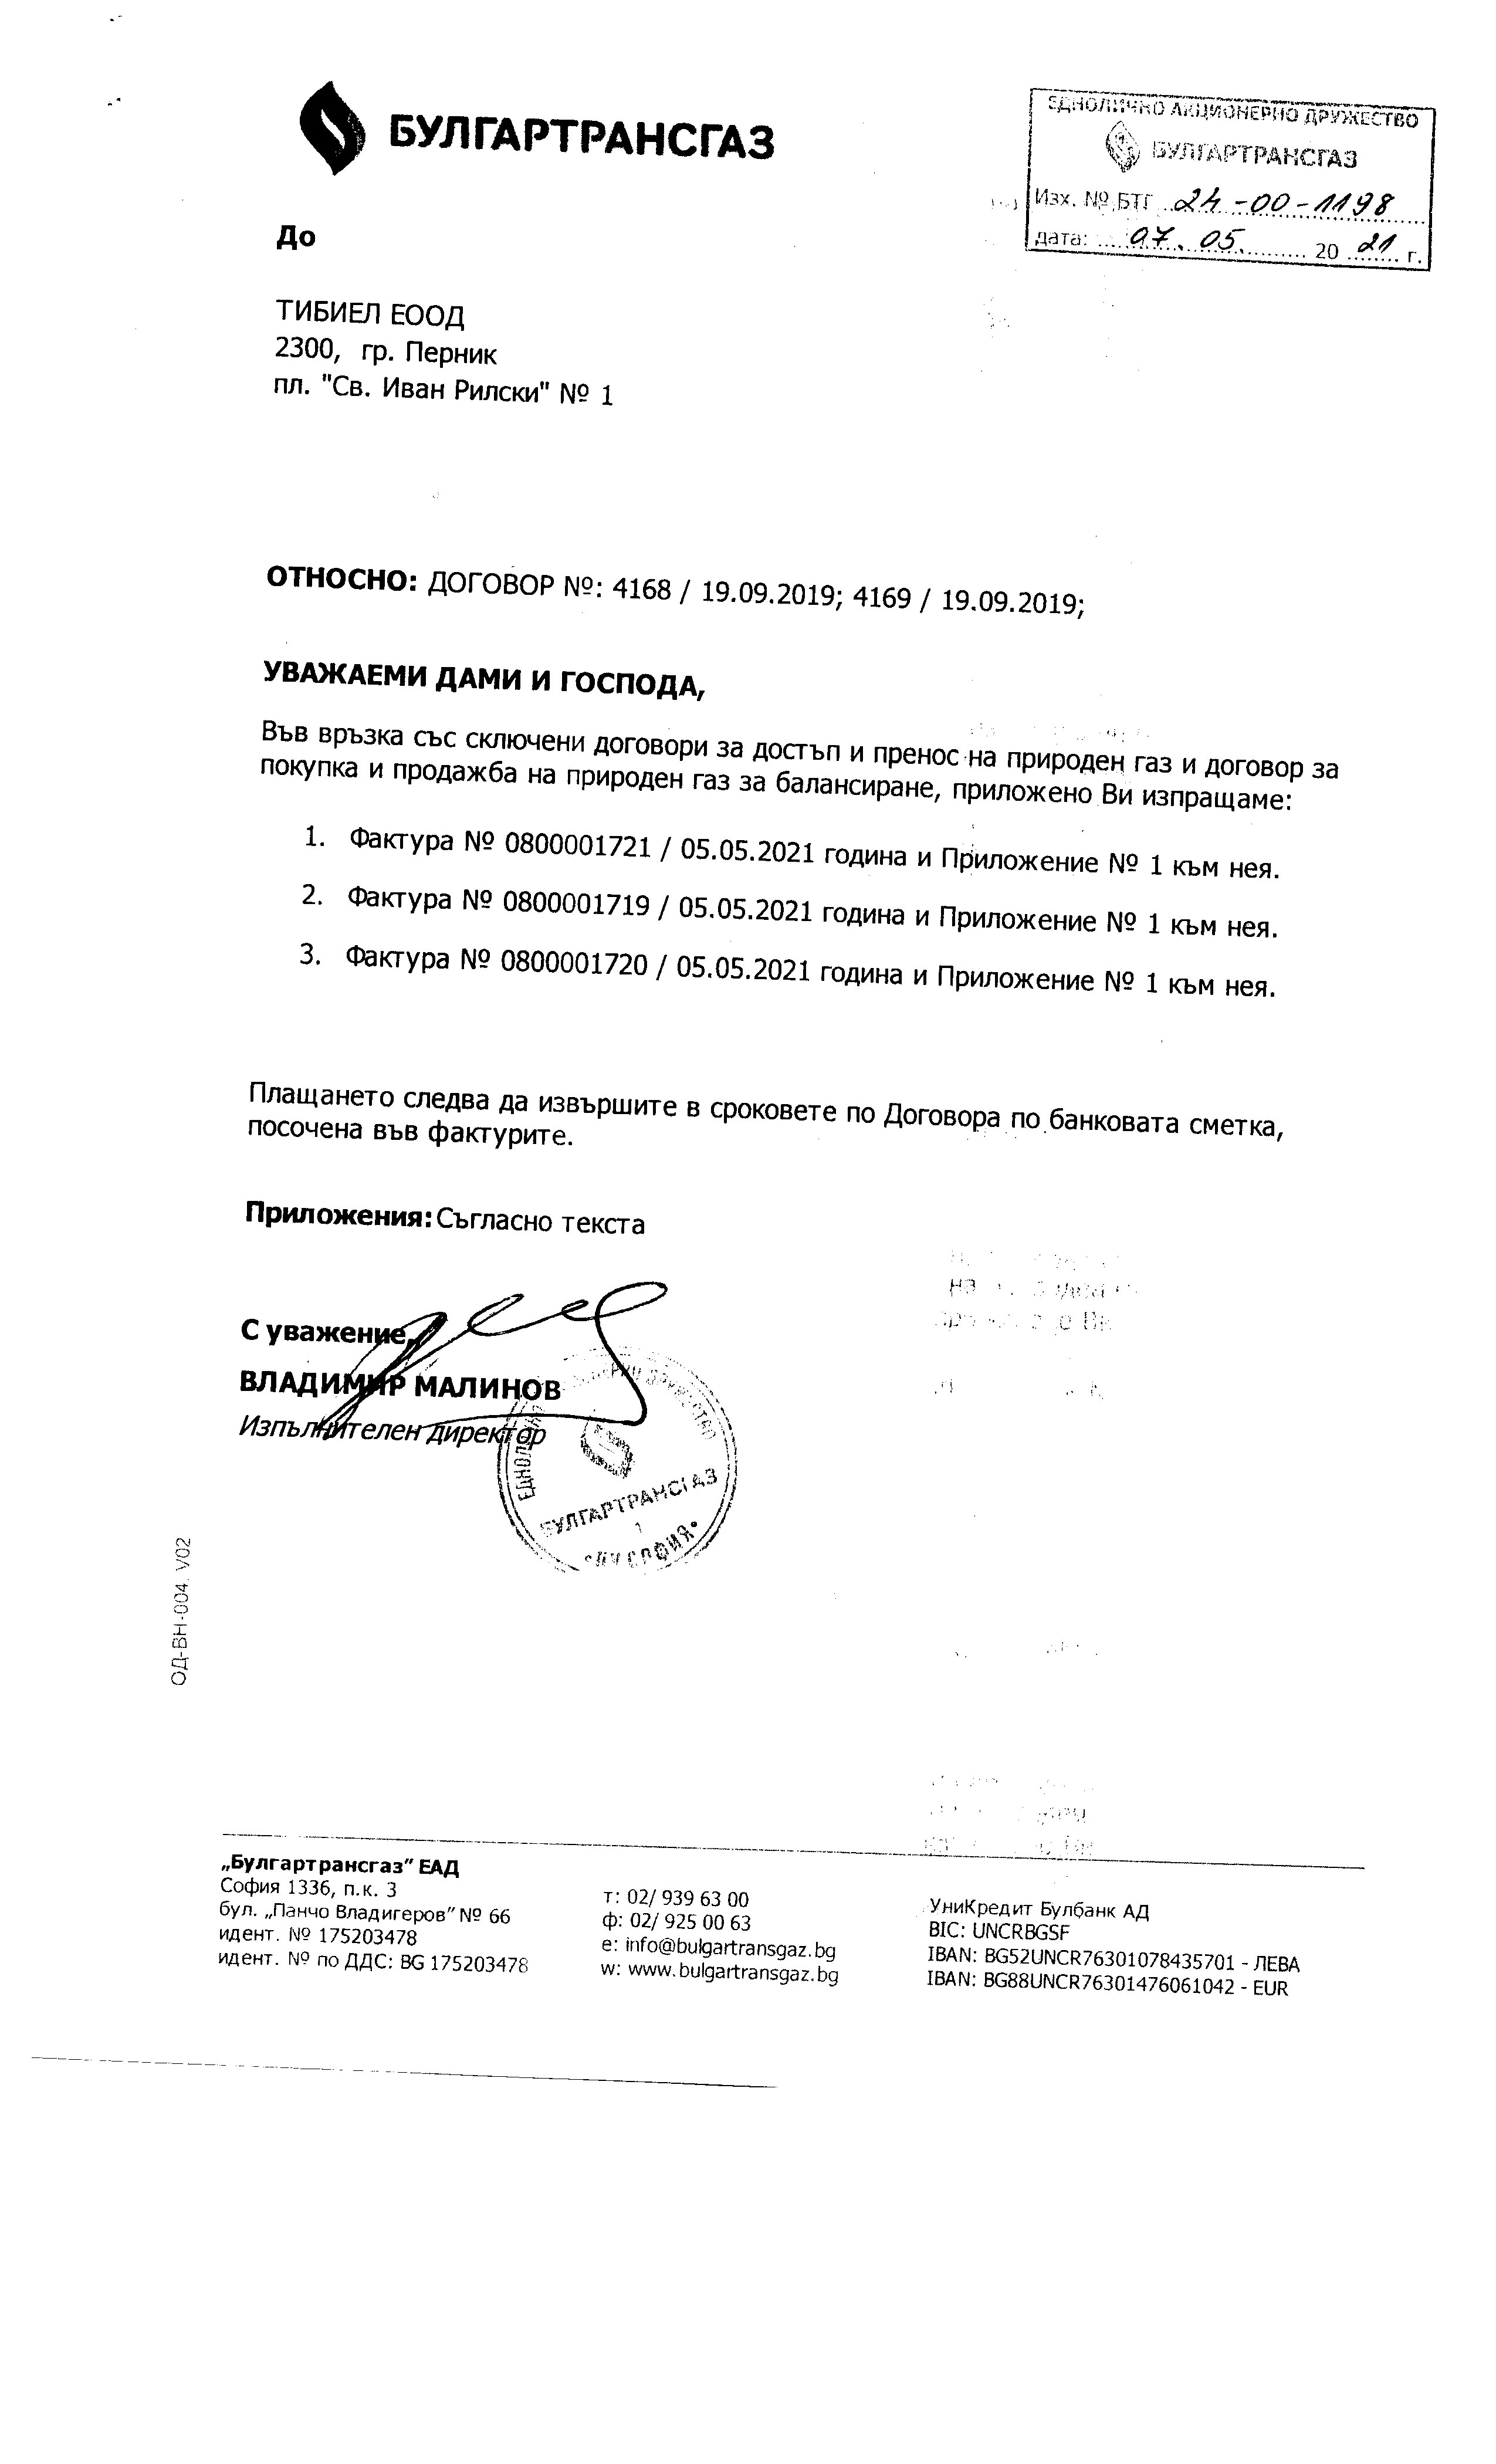 БУЛГАРТРАНСГАЗ
ЕДНОЛИЧНО АКЦИОНЕРНО ДРУЖЕСТВО
БУЛГАРТРАНСГАЗ
Изх. № БТГ 24-00-1198
дата: 07.05. 2021 г.
До
ТИБИЕЛ ЕООД
2300, гр. Перник
пл. "Св. Иван Рилски" № 1
ОТНОСНО: ДОГОВОР №: 4168 / 19.09.2019; 4169 / 19.09.2019;
УВАЖАЕМИ ДАМИ И ГОСПОДА,
Във връзка със сключени договори за достъп и пренос на природен газ и договор за
покупка и продажба на природен газ за балансиране, приложено Ви изпращаме:
1. Фактура № 0800001721 / 05.05.2021 година и Приложение № 1 към нея.
2. Фактура № 0800001719 / 05.05.2021 година и Приложение № 1 към нея.
3. Фактура № 0800001720 / 05.05.2021 година и Приложение № 1 към нея.
Плащането следва да извършите в сроковете по Договора по банковата сметка,
посочена във фактурите.
Приложения: Съгласно текста
С уважение,
ВЛАДИМИР МАЛИНОВ
Изпълнителен директор
БУЛГАРТРАНСГАЗ
СОФИЯ
ОД-ВН-004 V02
„Булгартрансгаз" ЕАД
София 1336, п.к. 3
бул. „Панчо Владигеров" № 66
идент. № 175203478
идент. № по ДДС: BG 175203478
т: 02/ 939 63 00
ф: 02/ 925 00 63
е: info@bulgartransgaz.bg
w: www.bulgartransgaz.bg
УниКредит Булбанк АД
BIC: UNCRBGSF
IBAN: BG52UNCR76301078435701 - ЛЕВА
IBAN: BG88UNCR76301476061042 - EUR